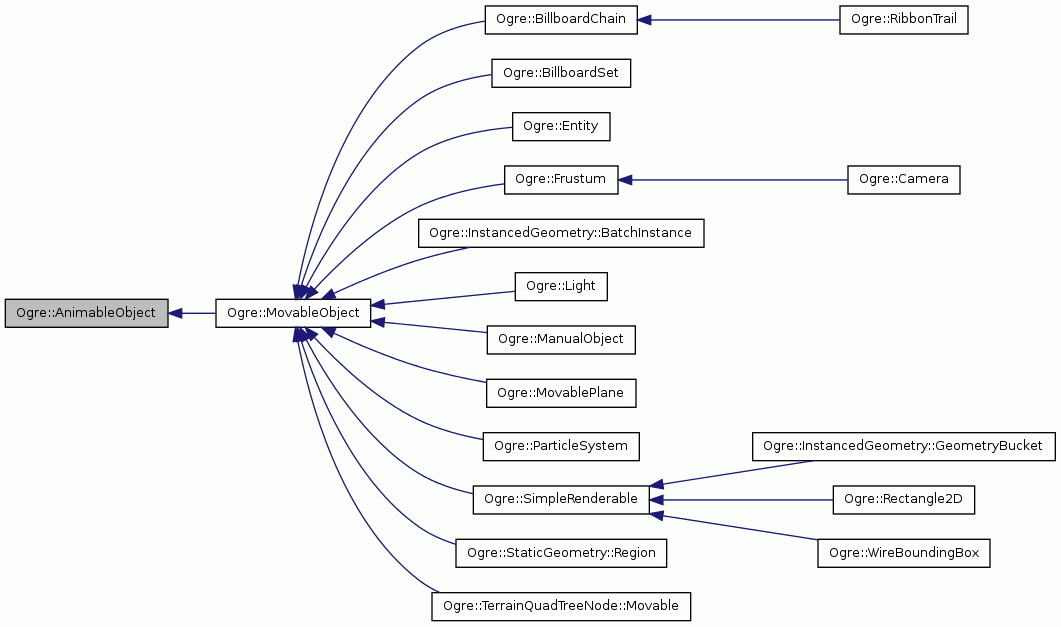 Ogre::BillboardChain
Ogre::RibbonTrail
Ogre::BillboardSet
Ogre::Entity
Ogre::Frustum
Ogre::Camera
Ogre::InstancedGeometry::BatchInstance
Ogre::Light
Ogre::AnimableObject
Ogre::MovableObject
Ogre::ManualObject
Ogre::MovablePlane
Ogre::ParticleSystem
Ogre::InstancedGeometry::GeometryBucket
Ogre::SimpleRenderable
Ogre::Rectangle2D
Ogre::StaticGeometry::Region
Ogre::WireBoundingBox
Ogre::TerrainQuadTreeNode::Movable